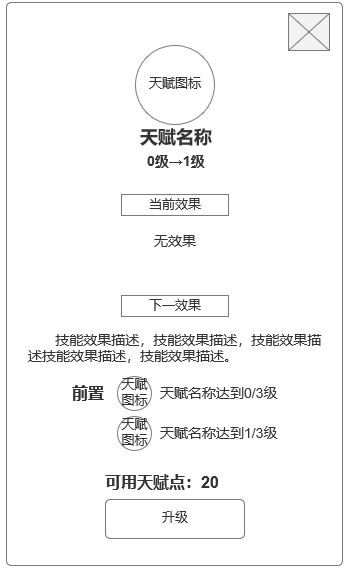 天赋图标
天赋名称
0级→1级
当前效果
无效果
下一效果
技能效果描述，技能效果描述，技能效果描
述技能效果描述，技能效果描述。
前置 天赋图标 天赋名称达到0/3级
天赋图标 天赋名称达到1/3级
可用天赋点：20
升级